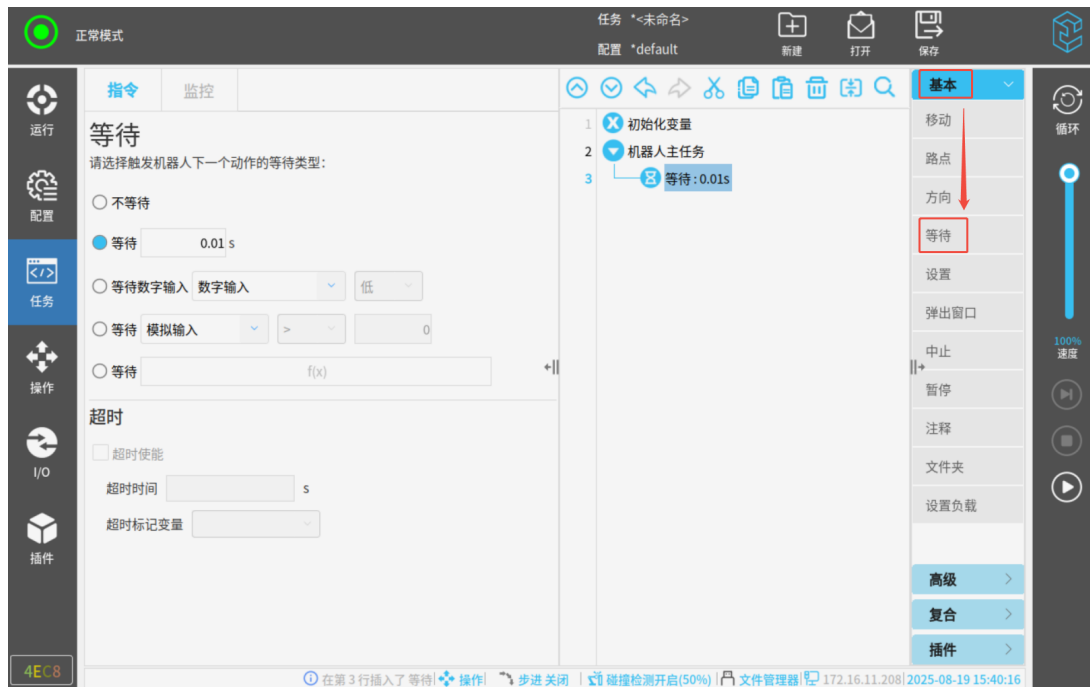 正常模式
任务 *<未命名>
配置 *default
新建
打开
保存
运行
配置
任务
操作
I/O
插件
4EC8
指令
监控
等待
请选择触发机器人下一个动作的等待类型：
不等待
等待 0.01 s
等待数字输入 数字输入 低
等待 模拟输入 > 0
等待 f(x)
超时
超时使能
超时时间 s
超时标记变量
1 初始化变量
2 机器人主任务
3 等待：0.01s
基本
移动
路点
方向
等待
设置
弹出窗口
中止
暂停
注释
文件夹
设置负载
高级
复合
插件
循环
100%
速度
在第 3 行插入了 等待 操作 步进 关闭 碰撞检测开启(50%) 文件管理器 172.16.11.208 2025-08-19 15:40:16